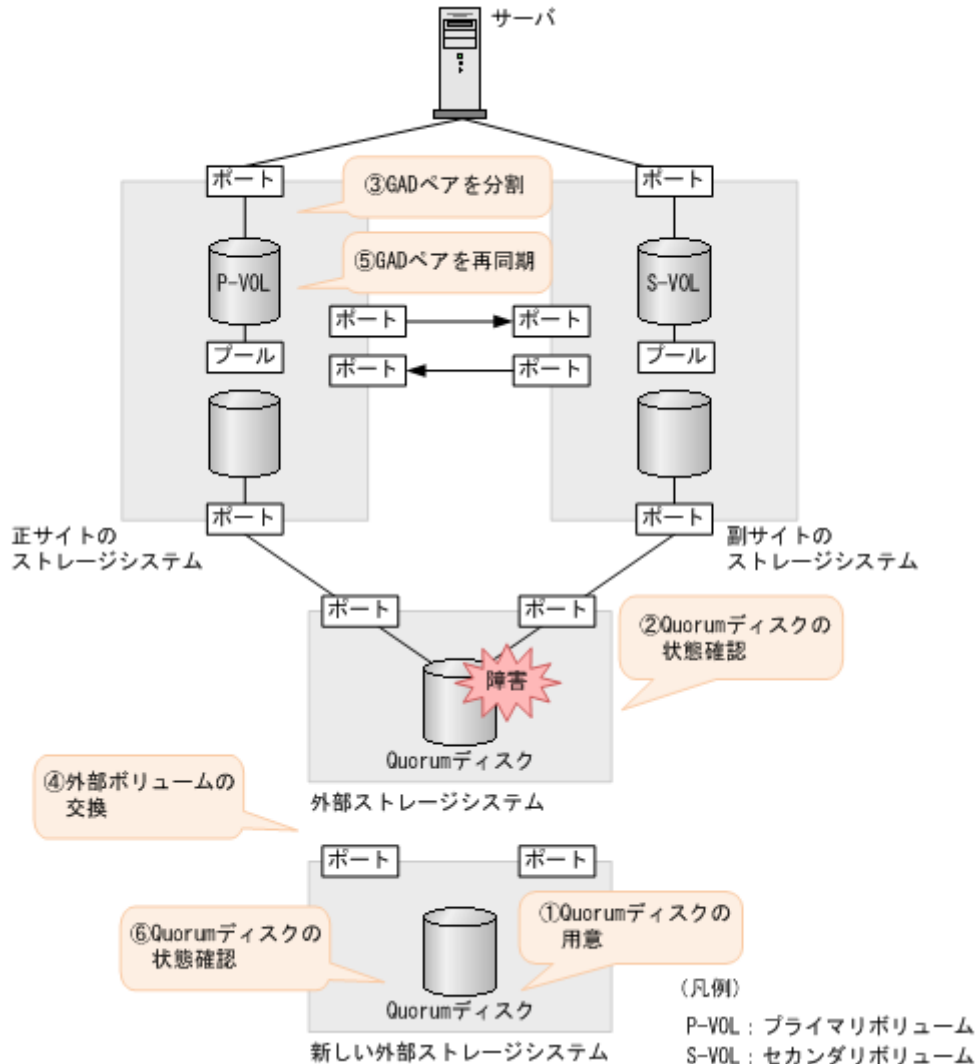 サーバ
ポート
ポート
③GADペアを分割
P-VOL
⑤GADペアを再同期
S-VOL
ポート
ポート
プール
プール
ポート
ポート
ポート
ポート
正サイトの
ストレージシステム
副サイトの
ストレージシステム
ポート
ポート
②Quorumディスクの
状態確認
障害
Quorumディスク
④外部ボリュームの
交換
外部ストレージシステム
ポート
ポート
①Quorumディスクの
用意
⑥Quorumディスクの
状態確認
Quorumディスク
新しい外部ストレージシステム
（凡例）
P-VOL：プライマリボリューム
S-VOL：セカンダリボリューム